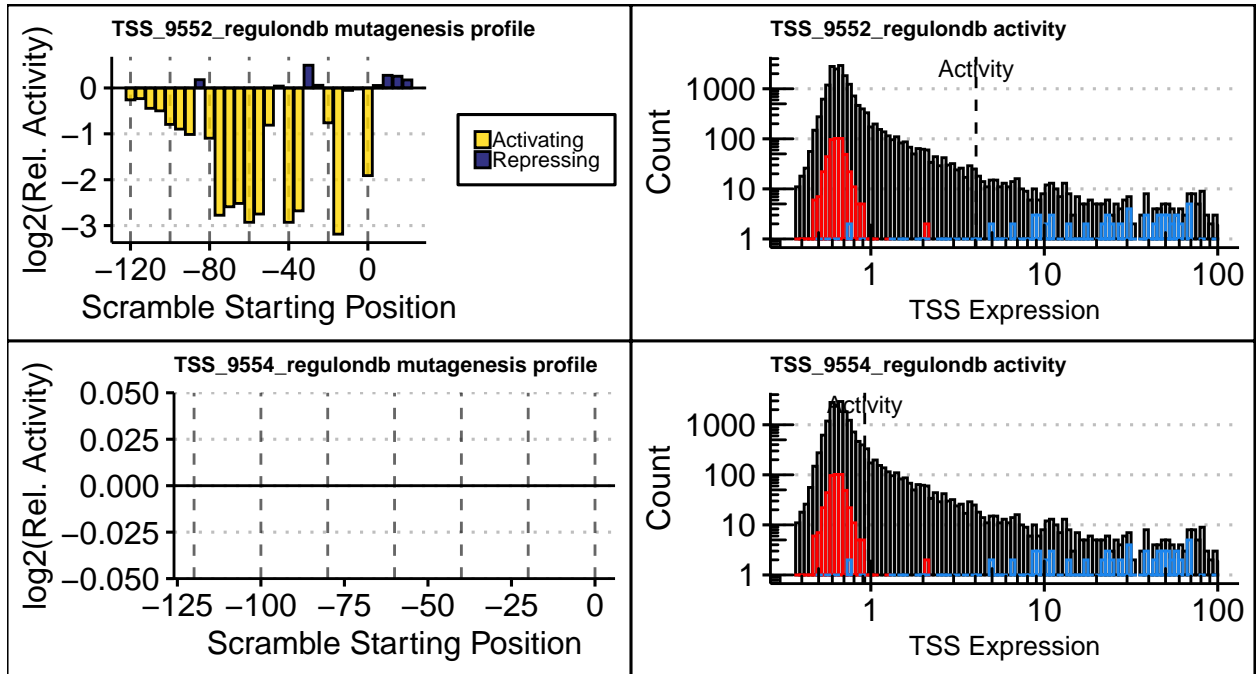 TSS_9552_regulondb mutagenesis profile
log2(Rel. Activity)
0
−1
−2
−3
−120 −80 −40 0
Scramble Starting Position
Activating
Repressing
TSS_9552_regulondb activity
Activity
Count
1000
100
10
1
1 10 100
TSS Expression
TSS_9554_regulondb mutagenesis profile
log2(Rel. Activity)
0.050
0.025
0.000
−0.025
−0.050
−125 −100 −75 −50 −25 0
Scramble Starting Position
TSS_9554_regulondb activity
Activity
Count
1000
100
10
1
1 10 100
TSS Expression